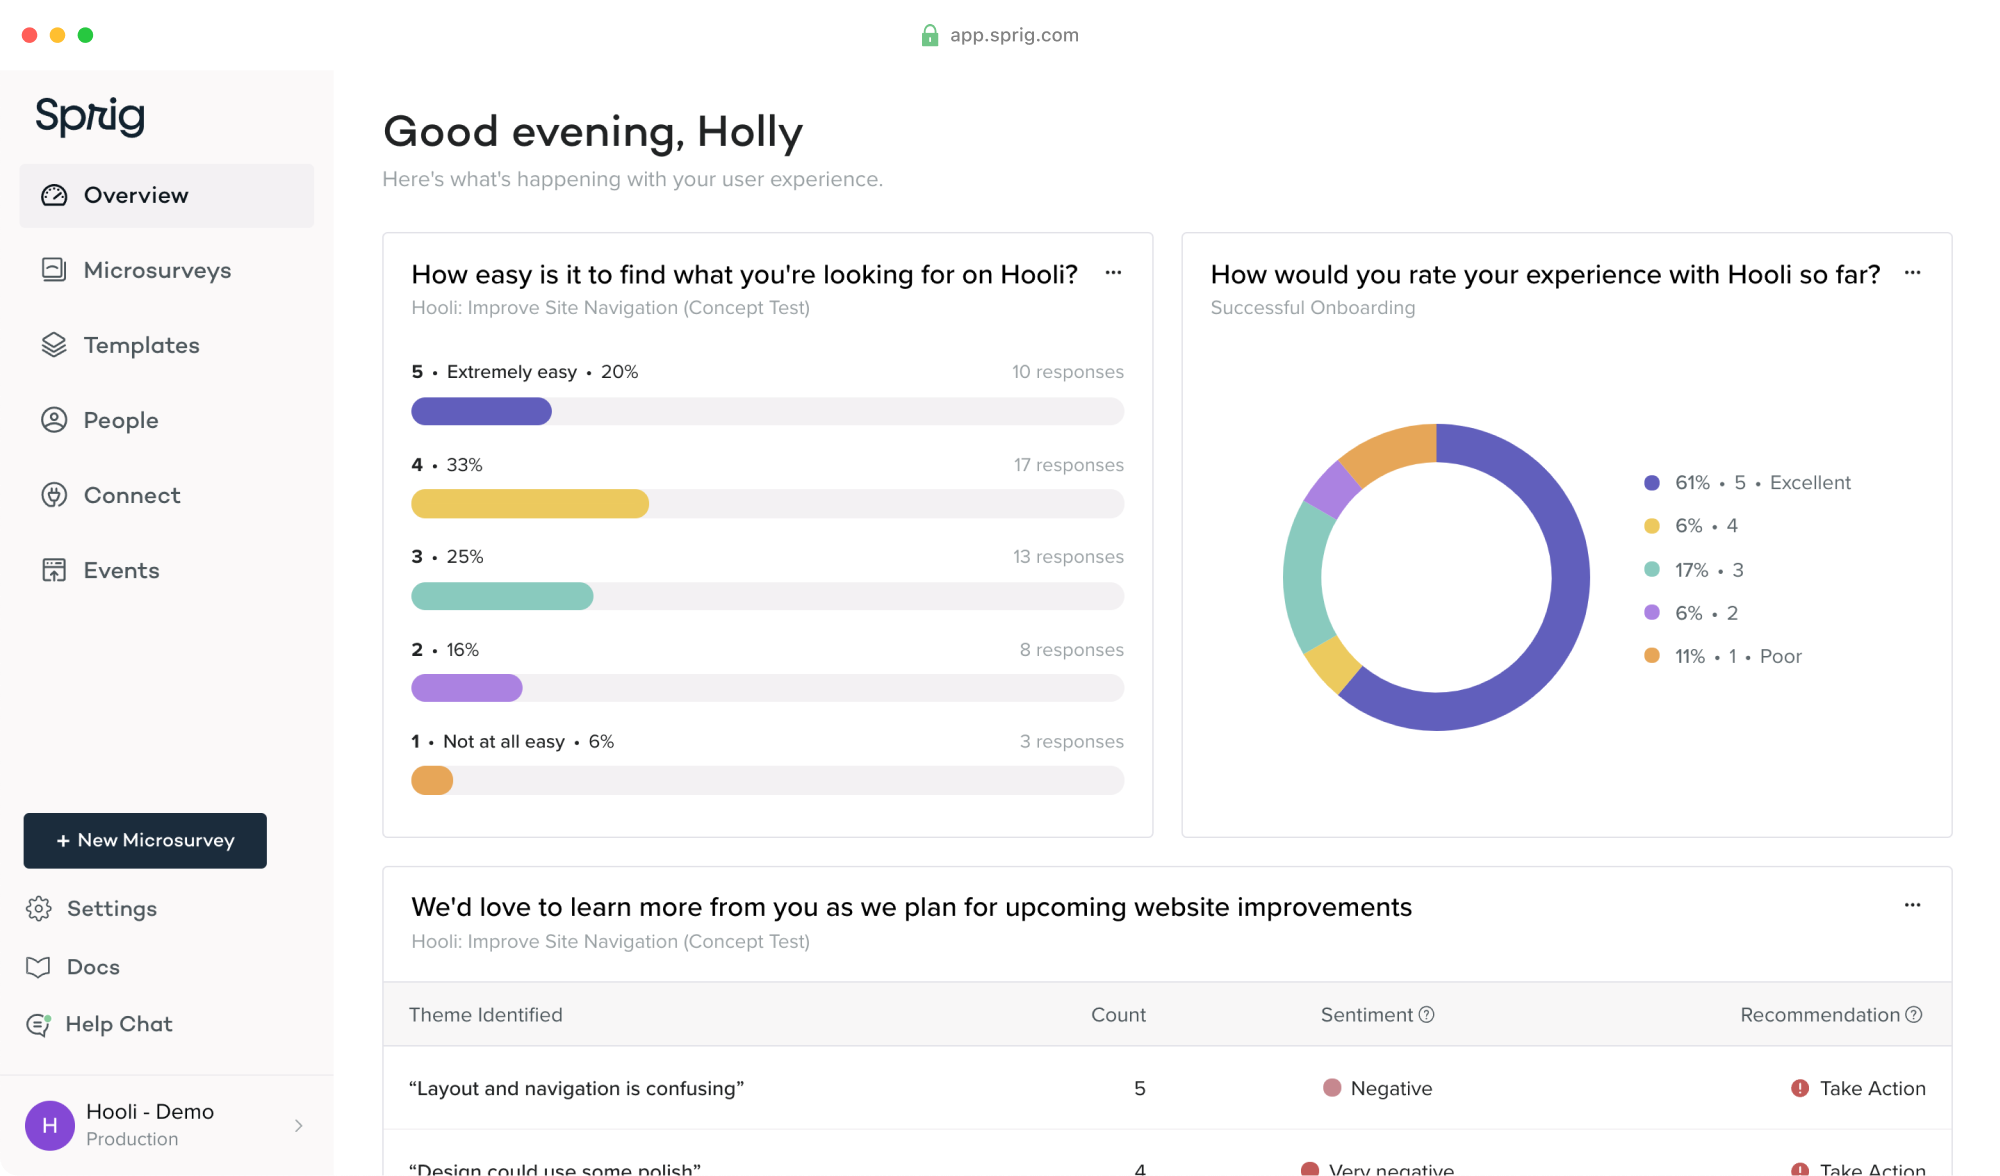 app.sprig.com
Sprig
Overview
Microsurveys
Templates
People
Connect
Events
+ New Microsurvey
Settings
Docs
Help Chat
H
Hooli - Demo
Production
Good evening, Holly
Here's what's happening with your user experience.
How easy is it to find what you're looking for on Hooli?
Hooli: Improve Site Navigation (Concept Test)
5 • Extremely easy • 20% 10 responses
4 • 33% 17 responses
3 • 25% 13 responses
2 • 16% 8 responses
1 • Not at all easy • 6% 3 responses
How would you rate your experience with Hooli so far?
Successful Onboarding
61% • 5 • Excellent
6% • 4
17% • 3
6% • 2
11% • 1 • Poor
We'd love to learn more from you as we plan for upcoming website improvements
Hooli: Improve Site Navigation (Concept Test)
Theme Identified Count Sentiment Recommendation
“Layout and navigation is confusing” 5 Negative Take Action
“Design could use some polish” 4 Very negative Take Action